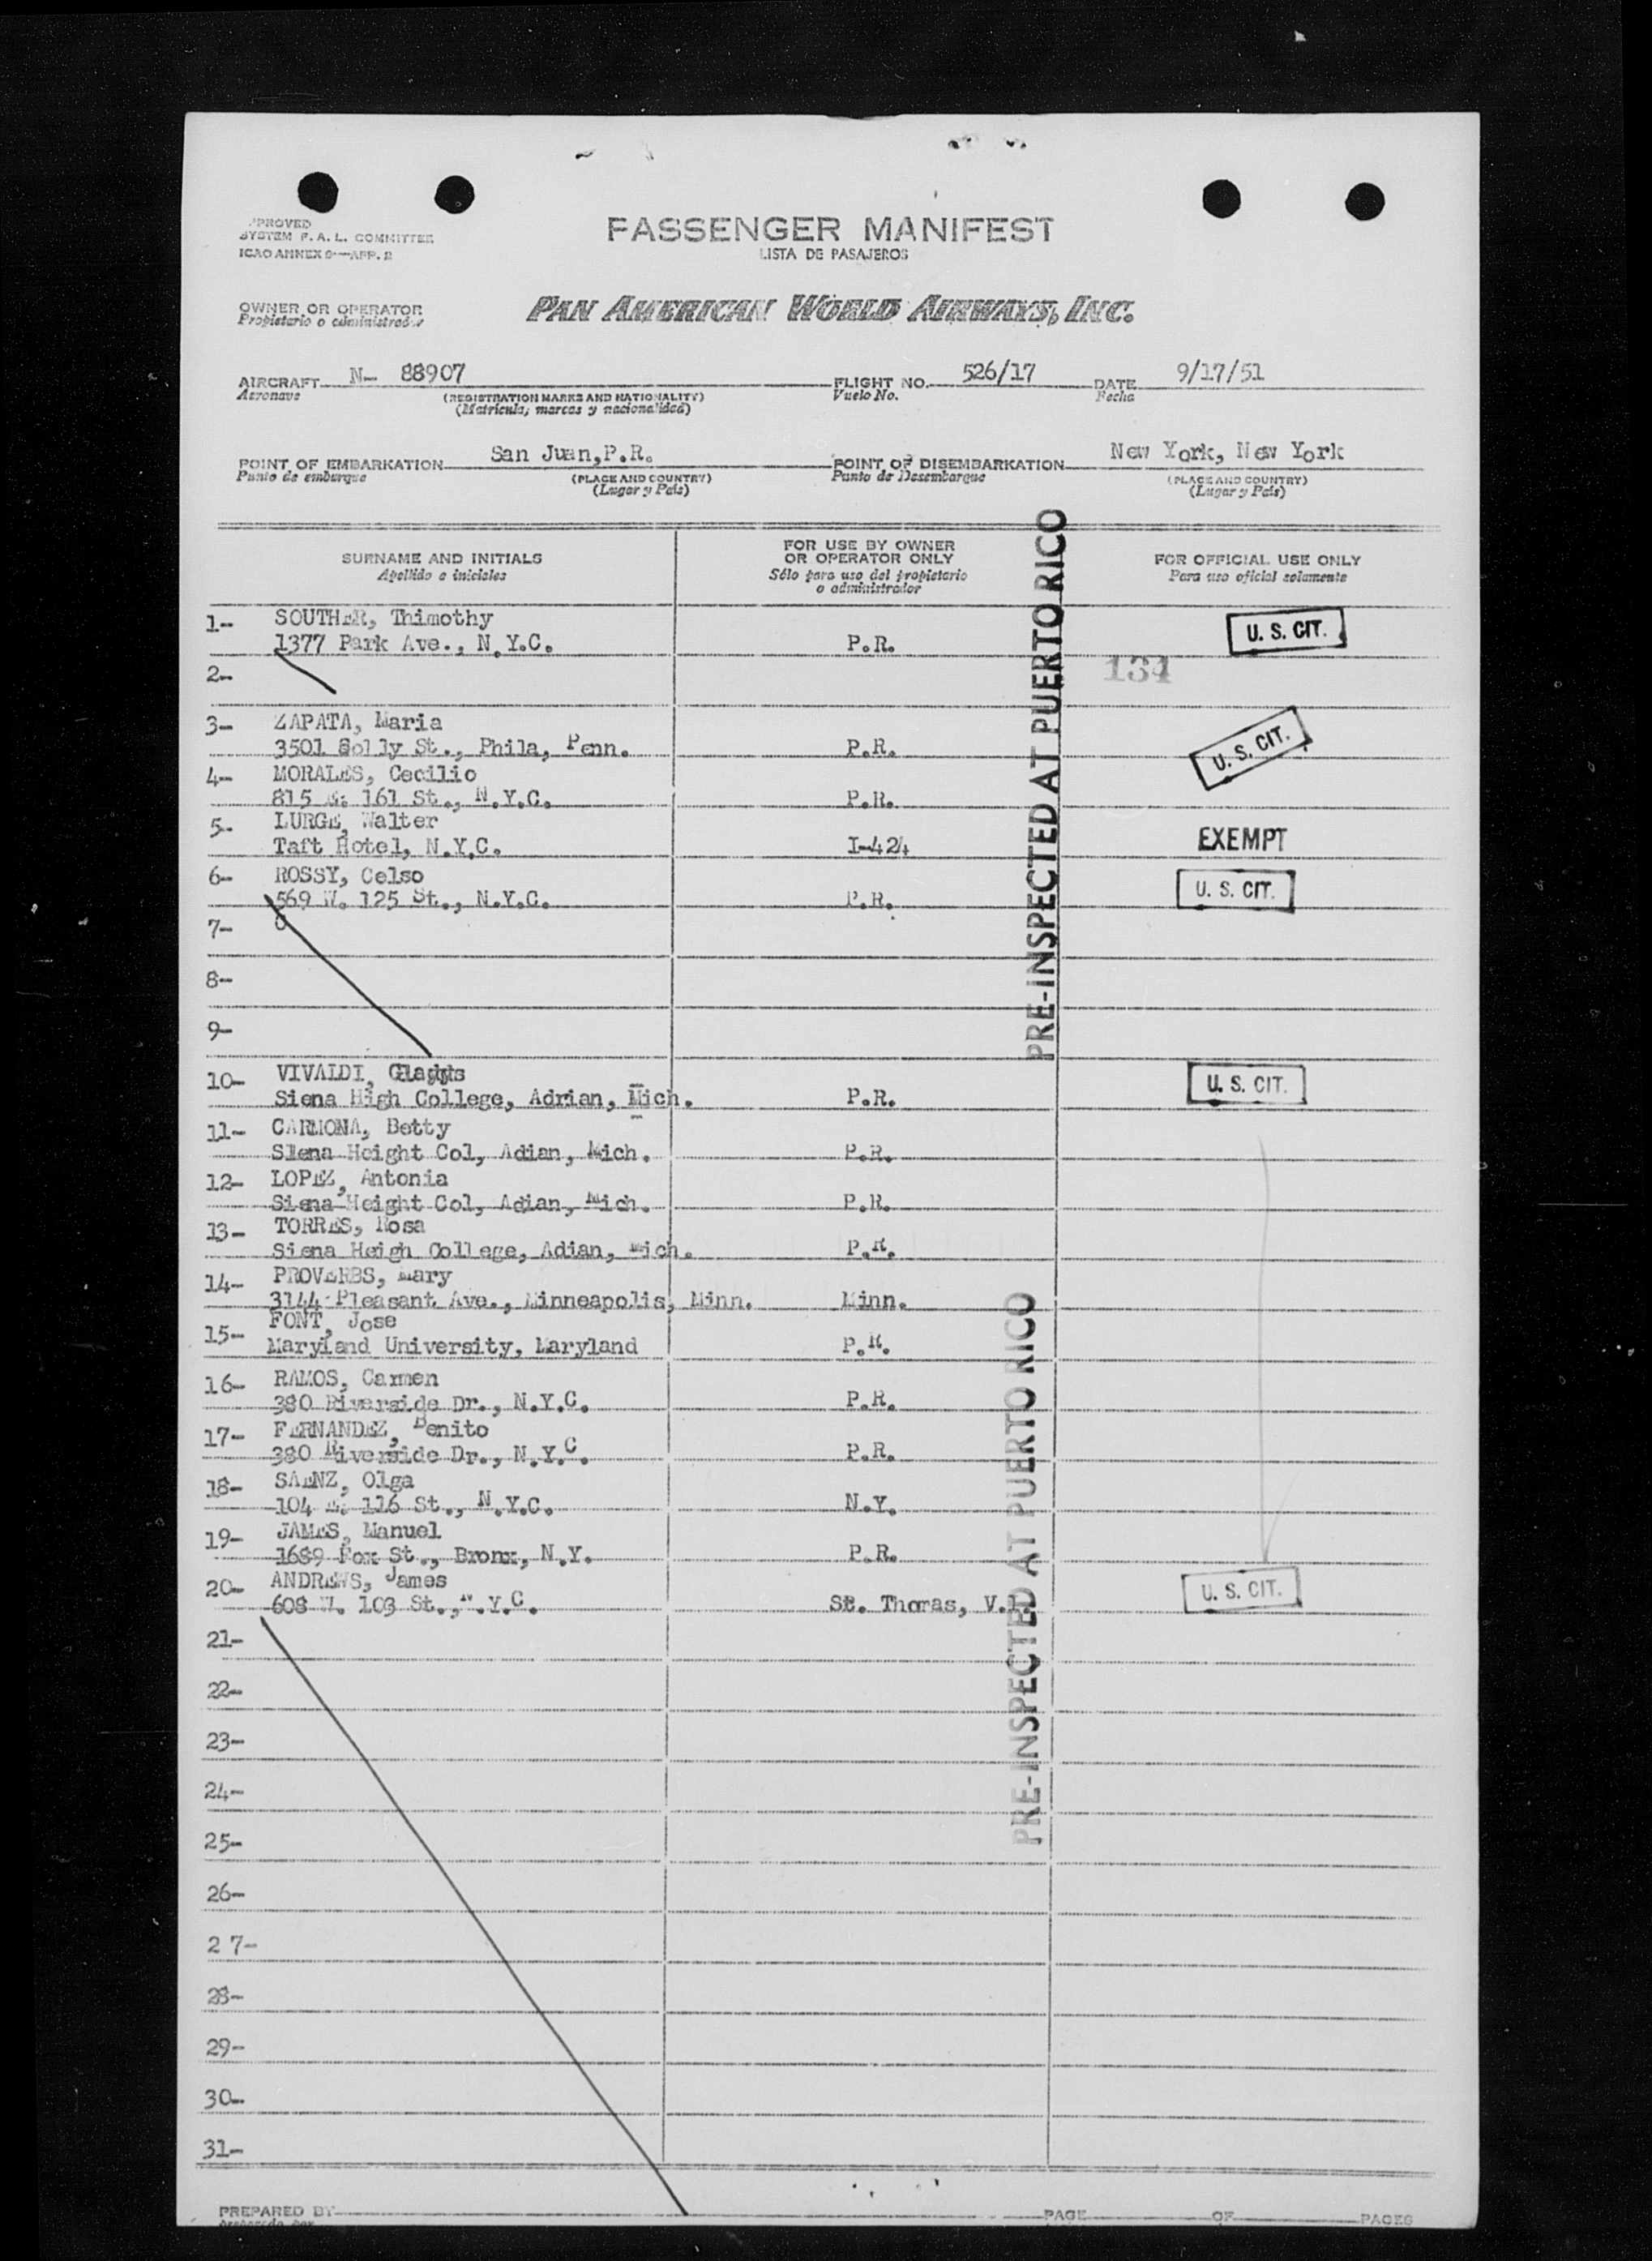 PROVED
SYSTEM F. A. L. COMMITTEE
ICAO ANNEX 9—APP. 2
PASSENGER MANIFEST
LISTA DE PASAJEROS
OWNER OR OPERATOR
Propietario o administrador
PAN AMERICAN WORLD AIRWAYS, INC.
AIRCRAFT N- 88907 FLIGHT NO. 526/17 DATE 9/17/51
Aeronave (REGISTRATION MARKS AND NATIONALITY) Vuelo No. Fecha
(Matricula, marcas y nacionalidad)
POINT OF EMBARKATION San Juan,P.R. POINT OF DISEMBARKATION New York, New York
Punto de embarque (PLACE AND COUNTRY) Punto de Desembarque (PLACE AND COUNTRY)
(Lugar y País) (Lugar y País)
SURNAME AND INITIALS FOR USE BY OWNER OR OPERATOR ONLY FOR OFFICIAL USE ONLY
Apellido e iniciales Sólo para uso del propietario o administrador Para uso oficial solamente
PRE-INSPECTED AT PUERTO RICO
1- SOUTHER, Thimothy
1377 Park Ave., N.Y.C. P.R. U. S. CIT.
2- 134
3- ZAPATA, Maria
3501 Solly St., Phila, Penn. P.R. U. S. CIT.
4- MORALES, Cecilio
815 E. 161 St., N.Y.C. P.R.
5- LURGE, Walter
Taft Hotel, N.Y.C. I-424 EXEMPT
6- ROSSY, Celso
569 W. 125 St., N.Y.C. P.R. U. S. CIT.
7-
8-
9-
10- VIVALDI, Gladys
Siena High College, Adrian, Mich. P.R. U. S. CIT.
11- CARMONA, Betty
Slena Height Col, Adian, Mich. P.R.
12- LOPEZ, Antonia
Siena Height Col, Adian, Mich. P.R.
13- TORRES, Rosa
Siena Heigh College, Adian, Mich. P.R.
14- PROVERBS, Mary
3144 Pleasant Ave., Minneapolis, Minn. Minn.
15- FONT, Jose
Maryland University, Maryland P.R.
PRE-INSPECTED AT PUERTO RICO
16- RAMOS, Carmen
380 Riverside Dr., N.Y.C. P.R.
17- FERNANDEZ, Benito
380 Riverside Dr., N.Y.C. P.R.
18- SAENZ, Olga
104 E. 116 St., N.Y.C. N.Y.
19- JAMES, Manuel
1689 Fox St., Bronx, N.Y. P.R.
20- ANDREWS, James
608 W. 103 St., N.Y.C. St. Thomas, V.I. U. S. CIT.
21-
22-
23-
24-
25-
26-
27-
28-
29-
30-
31-
PREPARED BY PAGE OF PAGES